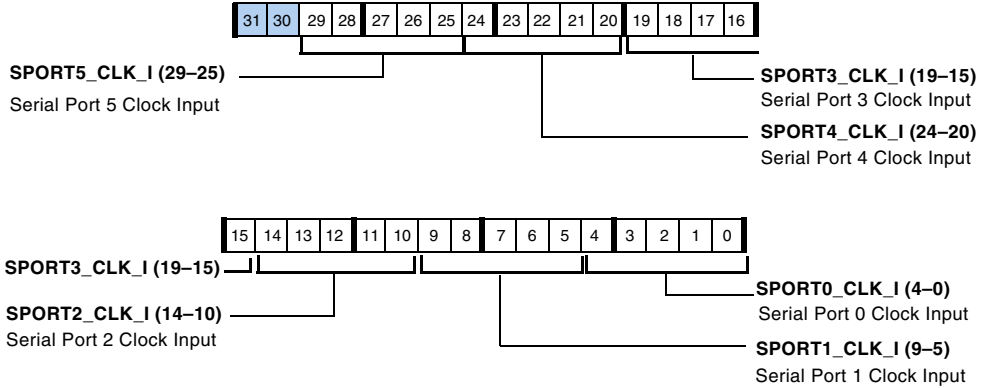 31 30 29 28 27 26 25 24 23 22 21 20 19 18 17 16
SPORT5_CLK_I (29–25)
Serial Port 5 Clock Input
SPORT3_CLK_I (19–15)
Serial Port 3 Clock Input
SPORT4_CLK_I (24–20)
Serial Port 4 Clock Input
15 14 13 12 11 10 9 8 7 6 5 4 3 2 1 0
SPORT3_CLK_I (19–15)
SPORT2_CLK_I (14–10)
Serial Port 2 Clock Input
SPORT0_CLK_I (4–0)
Serial Port 0 Clock Input
SPORT1_CLK_I (9–5)
Serial Port 1 Clock Input